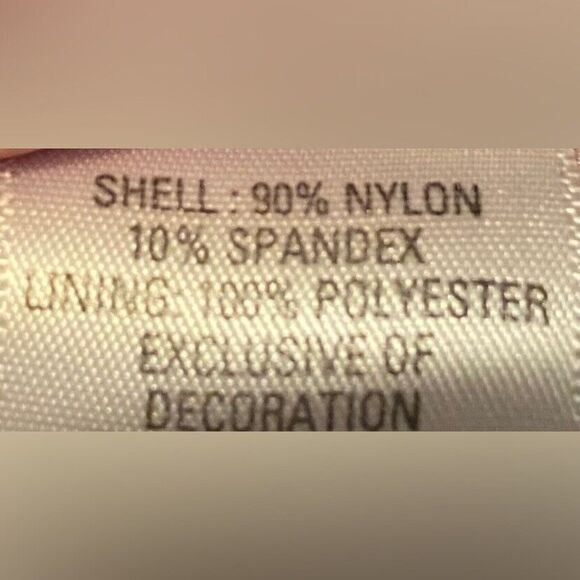 SHELL: 90% NYLON
10% SPANDEX
LINING: 100% POLYESTER
EXCLUSIVE OF
DECORATION